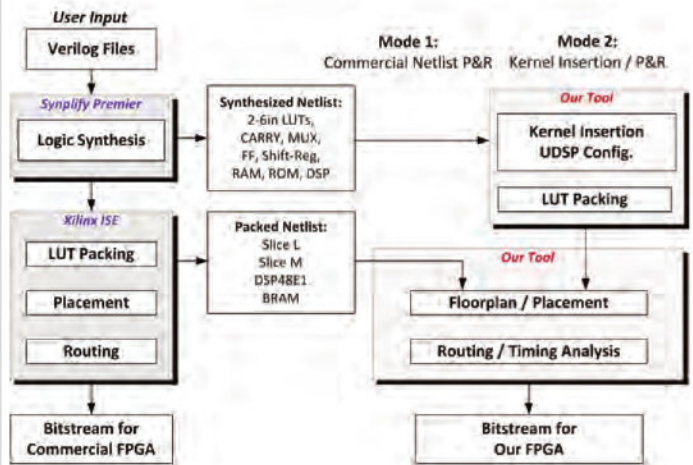 User Input
Verilog Files
Synplify Premier
Logic Synthesis
Synthesized Netlist:
2-6in LUTs,
CARRY, MUX,
FF, Shift-Reg,
RAM, ROM, DSP
Mode 1:
Commercial Netlist P&R
Mode 2:
Kernel Insertion / P&R
Our Tool
Kernel Insertion
UDSP Config.
LUT Packing
Xilinx ISE
LUT Packing
Placement
Routing
Packed Netlist:
Slice L
Slice M
DSP48E1
BRAM
Our Tool
Floorplan / Placement
Routing / Timing Analysis
Bitstream for
Commercial FPGA
Bitstream for
Our FPGA